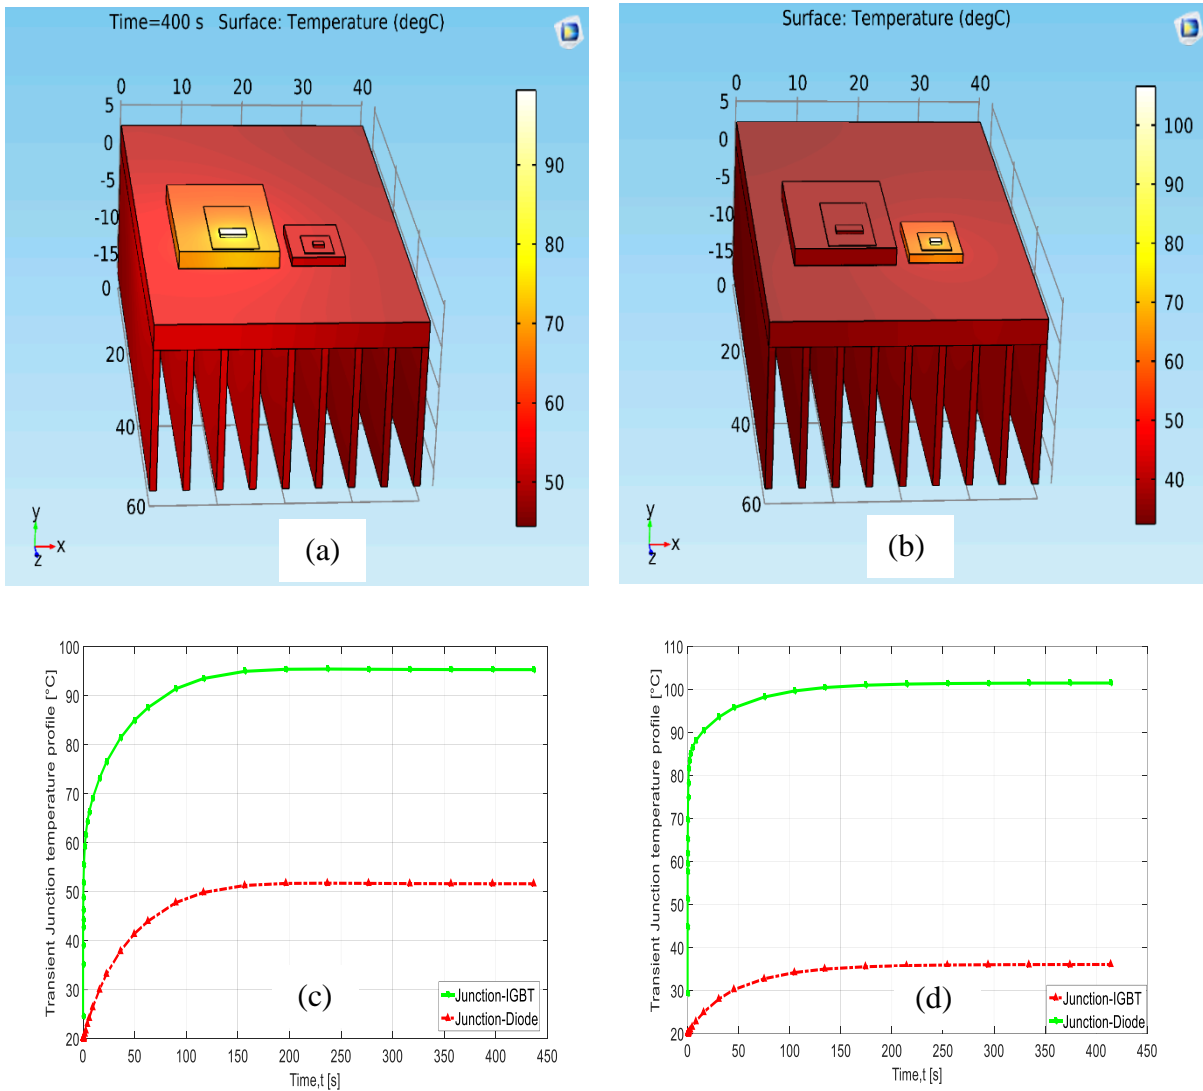 Time=400 s Surface: Temperature (degC)
0 10 20 30 40
5
0
-5
-10
-15
0
20
40
60
90
80
70
60
50
y
x
z
(a)
Surface: Temperature (degC)
0 10 20 30 40
5
0
-5
-10
-15
0
20
40
60
100
90
80
70
60
50
40
y
x
z
(b)
Transient Junction temperature profile [°C]
100
90
80
70
60
50
40
30
20
0 50 100 150 200 250 300 350 400 450
Time,t [s]
(c)
Junction-IGBT
Junction-Diode
Transient Junction temperature profile [°C]
110
100
90
80
70
60
50
40
30
20
0 50 100 150 200 250 300 350 400 450
Time,t [s]
(d)
Junction-IGBT
Junction-Diode